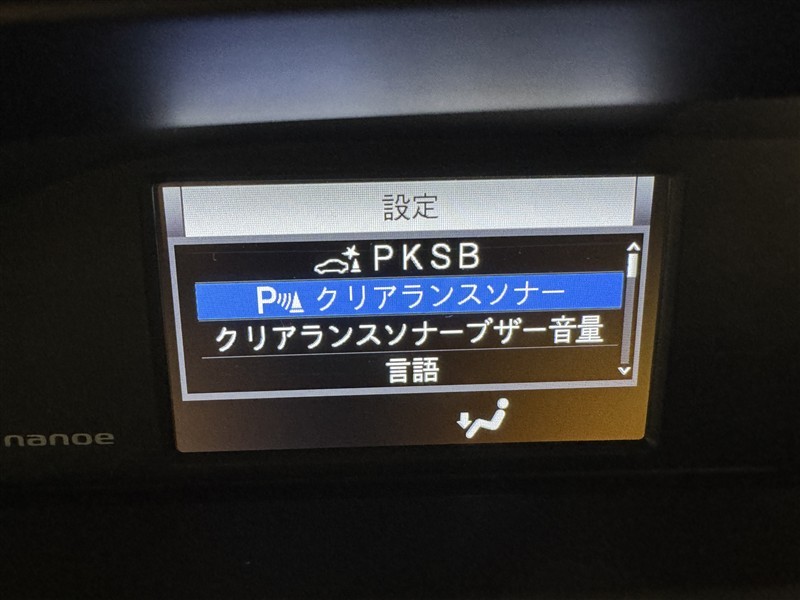 設定
PKSB
P クリアランスソナー
クリアランスソナーブザー音量
言語
nanoe